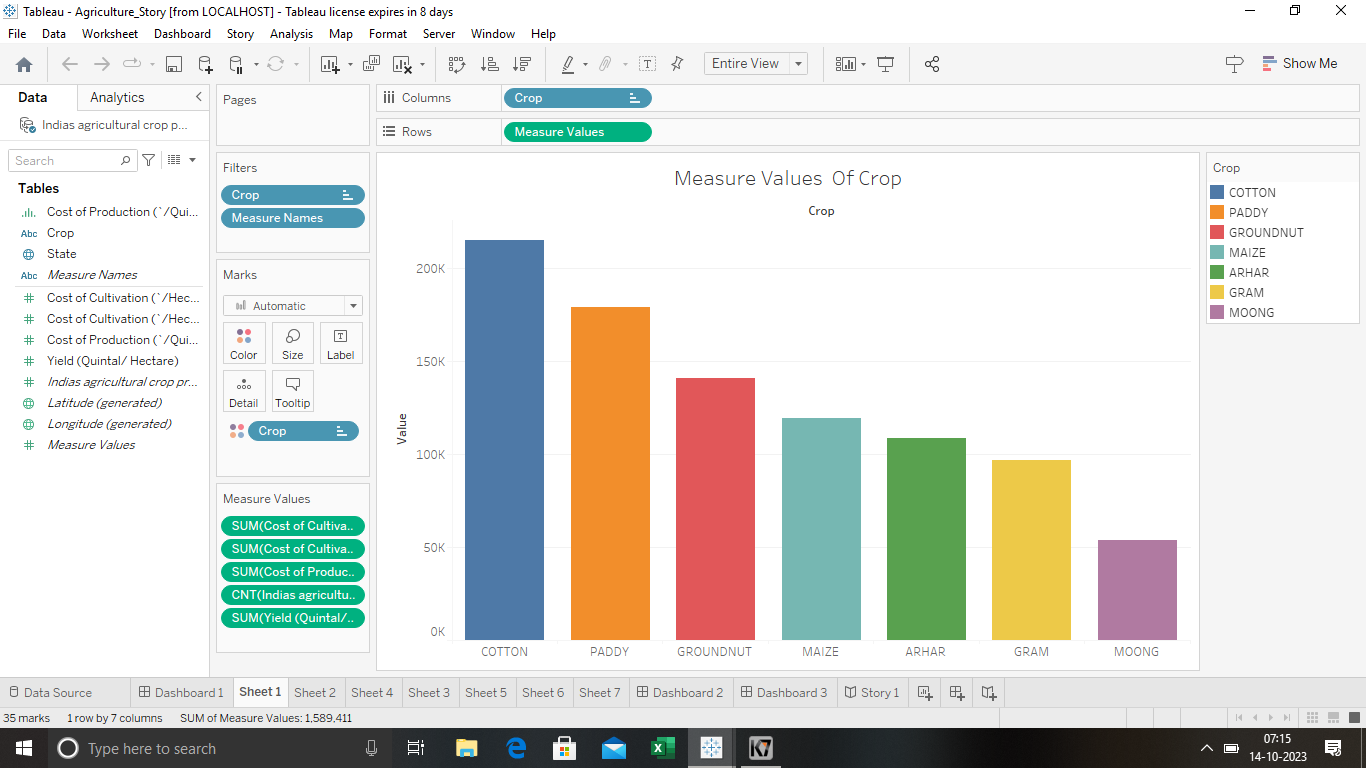 Tableau - Agriculture_Story [from LOCALHOST] - Tableau license expires in 8 days
File Data Worksheet Dashboard Story Analysis Map Format Server Window Help
Entire View
Show Me
Data Analytics
Indias agricultural crop p...
Search
Tables
Cost of Production (`/Qui...
Abc Crop
State
Abc Measure Names
Cost of Cultivation (`/Hec...
Cost of Cultivation (`/Hec...
Cost of Production (`/Qui...
Yield (Quintal/ Hectare)
Indias agricultural crop pr...
Latitude (generated)
Longitude (generated)
Measure Values
Pages
Filters
Crop
Measure Names
Marks
Automatic
Color Size Label
Detail Tooltip
Crop
Measure Values
SUM(Cost of Cultiva..
SUM(Cost of Cultiva..
SUM(Cost of Produc..
CNT(Indias agricultu..
SUM(Yield (Quintal/..
Columns Crop
Rows Measure Values
Measure Values Of Crop
Crop
Value
200K
150K
100K
50K
0K
COTTON PADDY GROUNDNUT MAIZE ARHAR GRAM MOONG
Crop
COTTON
PADDY
GROUNDNUT
MAIZE
ARHAR
GRAM
MOONG
Data Source Dashboard 1 Sheet 1 Sheet 2 Sheet 4 Sheet 3 Sheet 5 Sheet 6 Sheet 7 Dashboard 2 Dashboard 3 Story 1
35 marks 1 row by 7 columns SUM of Measure Values: 1,589,411
Type here to search
K7
07:15
14-10-2023